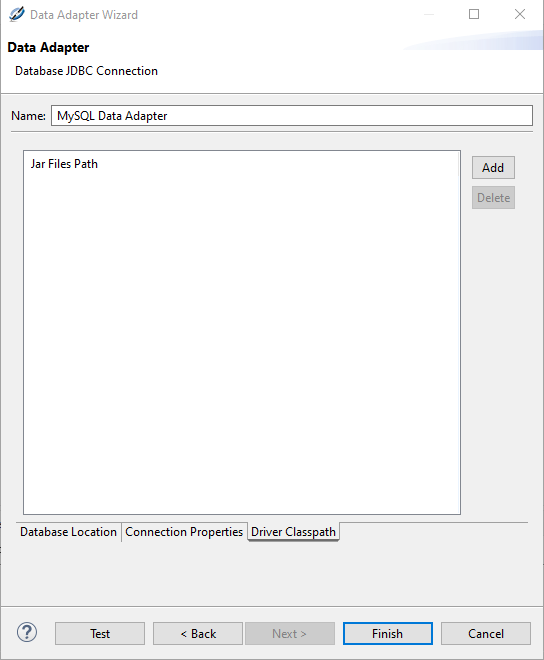 Data Adapter Wizard
Data Adapter
Database JDBC Connection
Name: MySQL Data Adapter
Jar Files Path
Add
Delete
Database Location Connection Properties Driver Classpath
? Test < Back Next > Finish Cancel